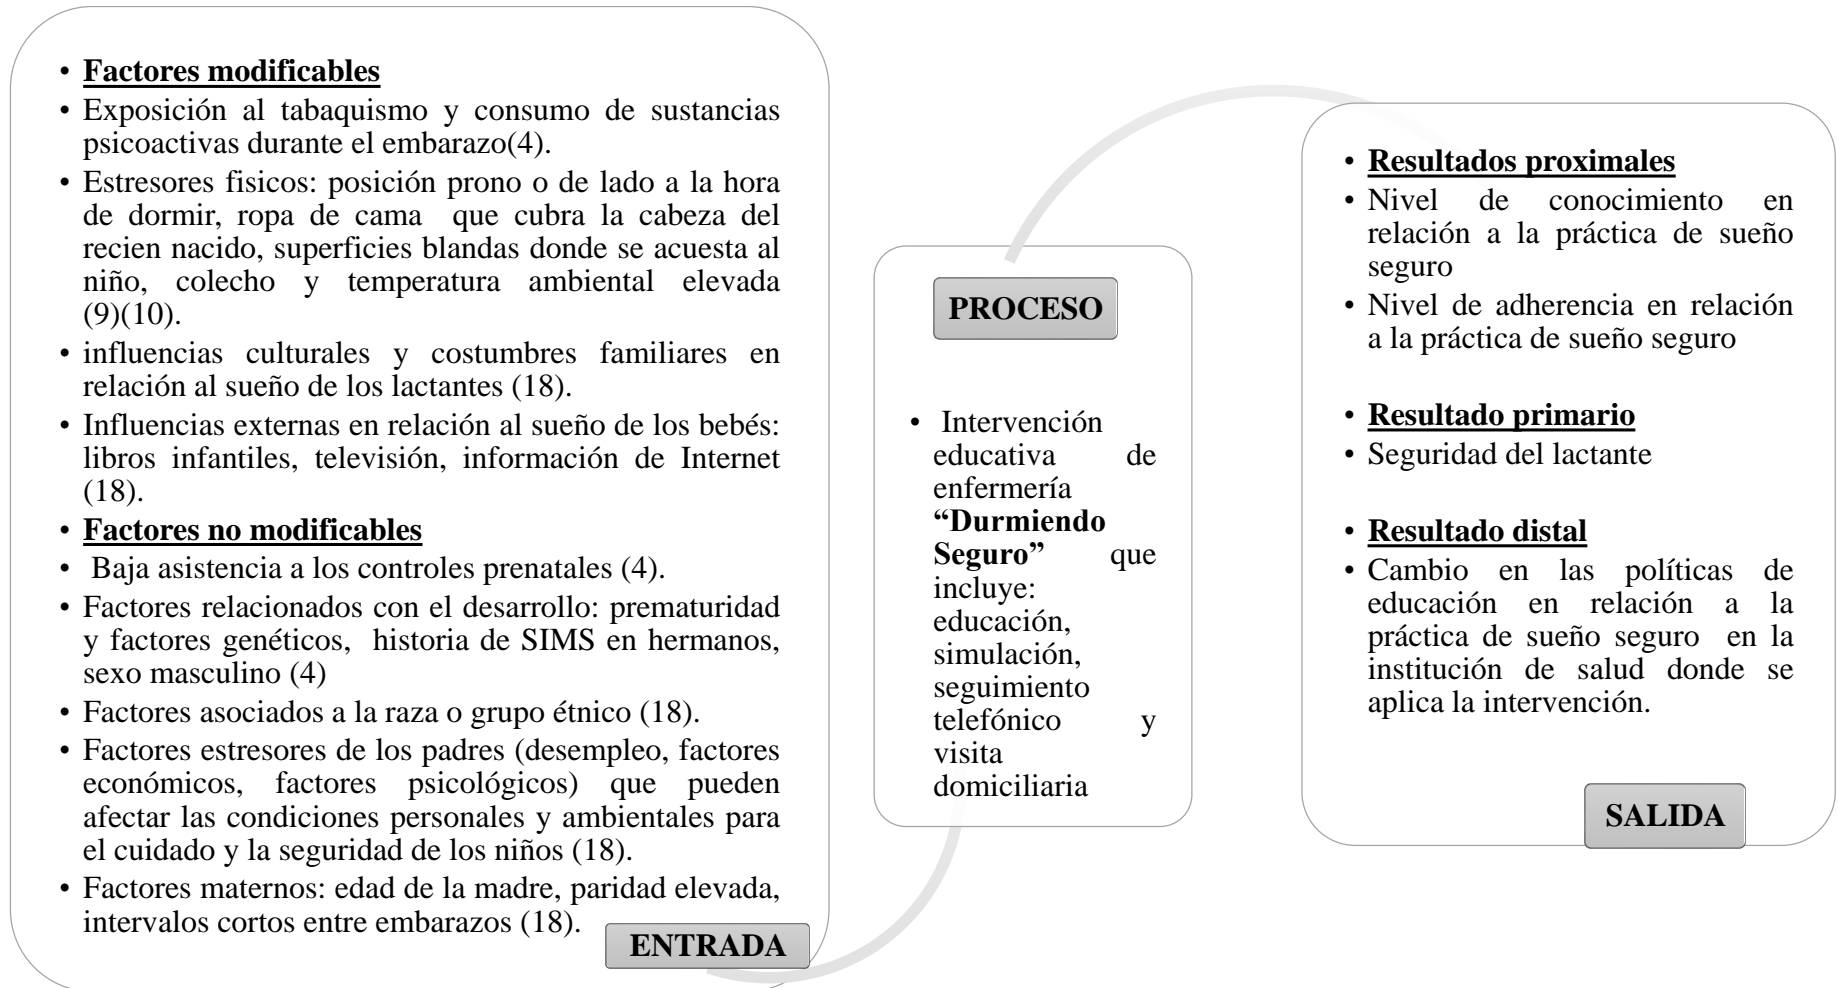 • Factores modificables
• Exposición al tabaquismo y consumo de sustancias
psicoactivas durante el embarazo(4).
• Estresores fisicos: posición prono o de lado a la hora
de dormir, ropa de cama que cubra la cabeza del
recien nacido, superficies blandas donde se acuesta al
niño, colecho y temperatura ambiental elevada
(9)(10).
• influencias culturales y costumbres familiares en
relación al sueño de los lactantes (18).
• Influencias externas en relación al sueño de los bebés:
libros infantiles, televisión, información de Internet
(18).
• Factores no modificables
• Baja asistencia a los controles prenatales (4).
• Factores relacionados con el desarrollo: prematuridad
y factores genéticos, historia de SIMS en hermanos,
sexo masculino (4)
• Factores asociados a la raza o grupo étnico (18).
• Factores estresores de los padres (desempleo, factores
económicos, factores psicológicos) que pueden
afectar las condiciones personales y ambientales para
el cuidado y la seguridad de los niños (18).
• Factores maternos: edad de la madre, paridad elevada,
intervalos cortos entre embarazos (18).
ENTRADA
PROCESO
• Intervención
educativa de
enfermería
“Durmiendo
Seguro” que
incluye:
educación,
simulación,
seguimiento
telefónico y
visita
domiciliaria
• Resultados proximales
• Nivel de conocimiento en
relación a la práctica de sueño
seguro
• Nivel de adherencia en relación
a la práctica de sueño seguro
• Resultado primario
• Seguridad del lactante
• Resultado distal
• Cambio en las políticas de
educación en relación a la
práctica de sueño seguro en la
institución de salud donde se
aplica la intervención.
SALIDA